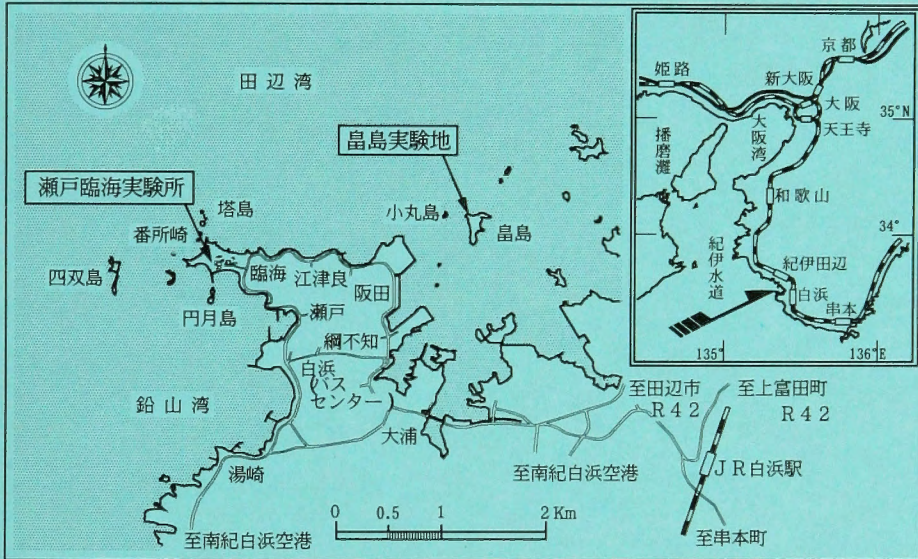 田辺湾
畠島実験地
瀬戸臨海実験所
塔島
小丸島
番所崎
畠島
臨海
江津良
四双島
阪田
円月島
瀬戸
綱不知
白浜
バス
センター
鉛山湾
大浦
湯崎
至南紀白浜空港
至南紀白浜空港
至田辺市
R42
至上富田町
R42
JR白浜駅
至串本町
0 0.5 1 2 Km
京都
姫路
新大阪
大阪
35°N
天王寺
播磨灘
大阪湾
和歌山
34°
紀伊水道
紀伊田辺
白浜
串本
135°
136°E